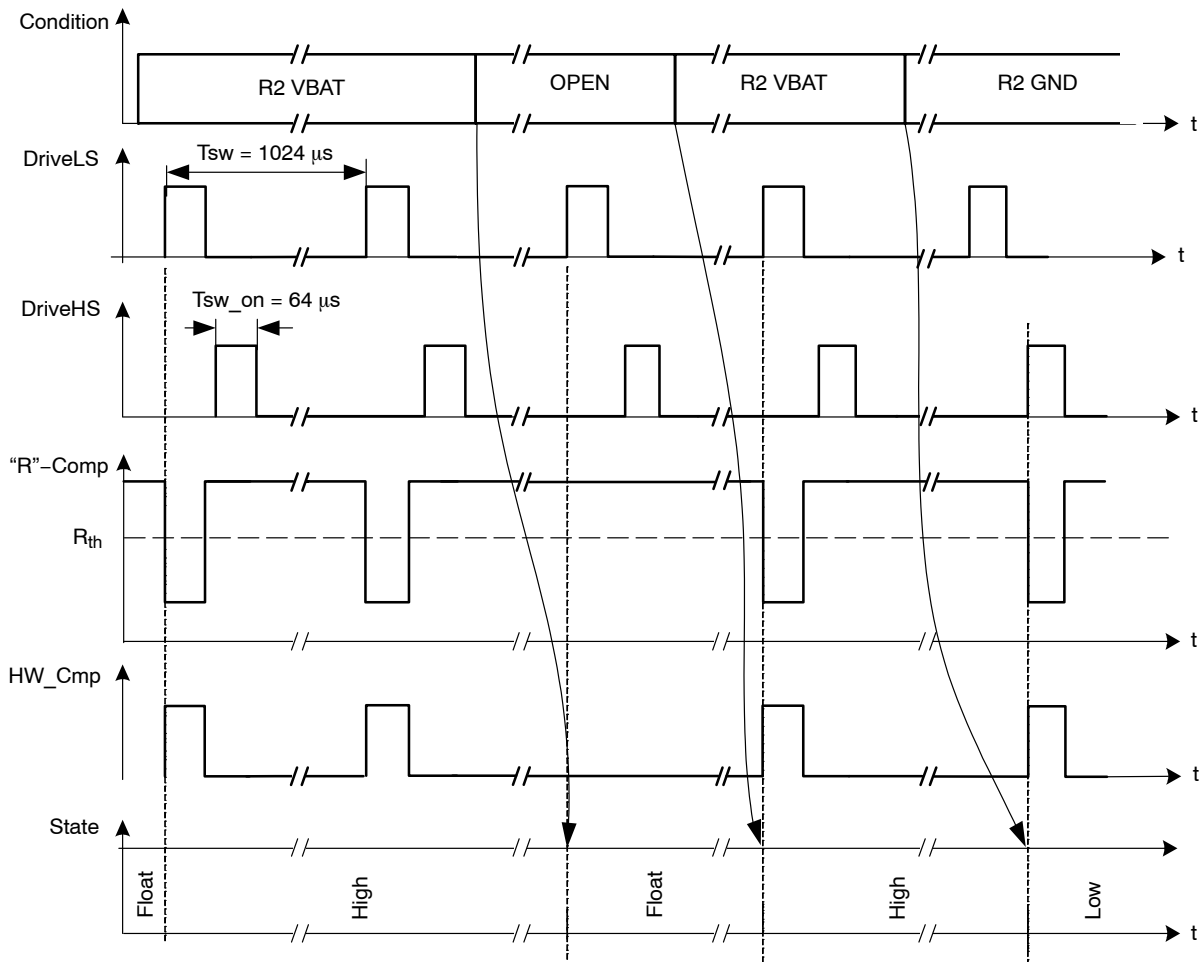 Condition
R2 VBAT
OPEN
R2 VBAT
R2 GND
t
DriveLS
Tsw = 1024 μs
t
DriveHS
Tsw_on = 64 μs
t
“R”−Comp
Rth
t
HW_Cmp
t
State
Float
High
Float
High
Low
t